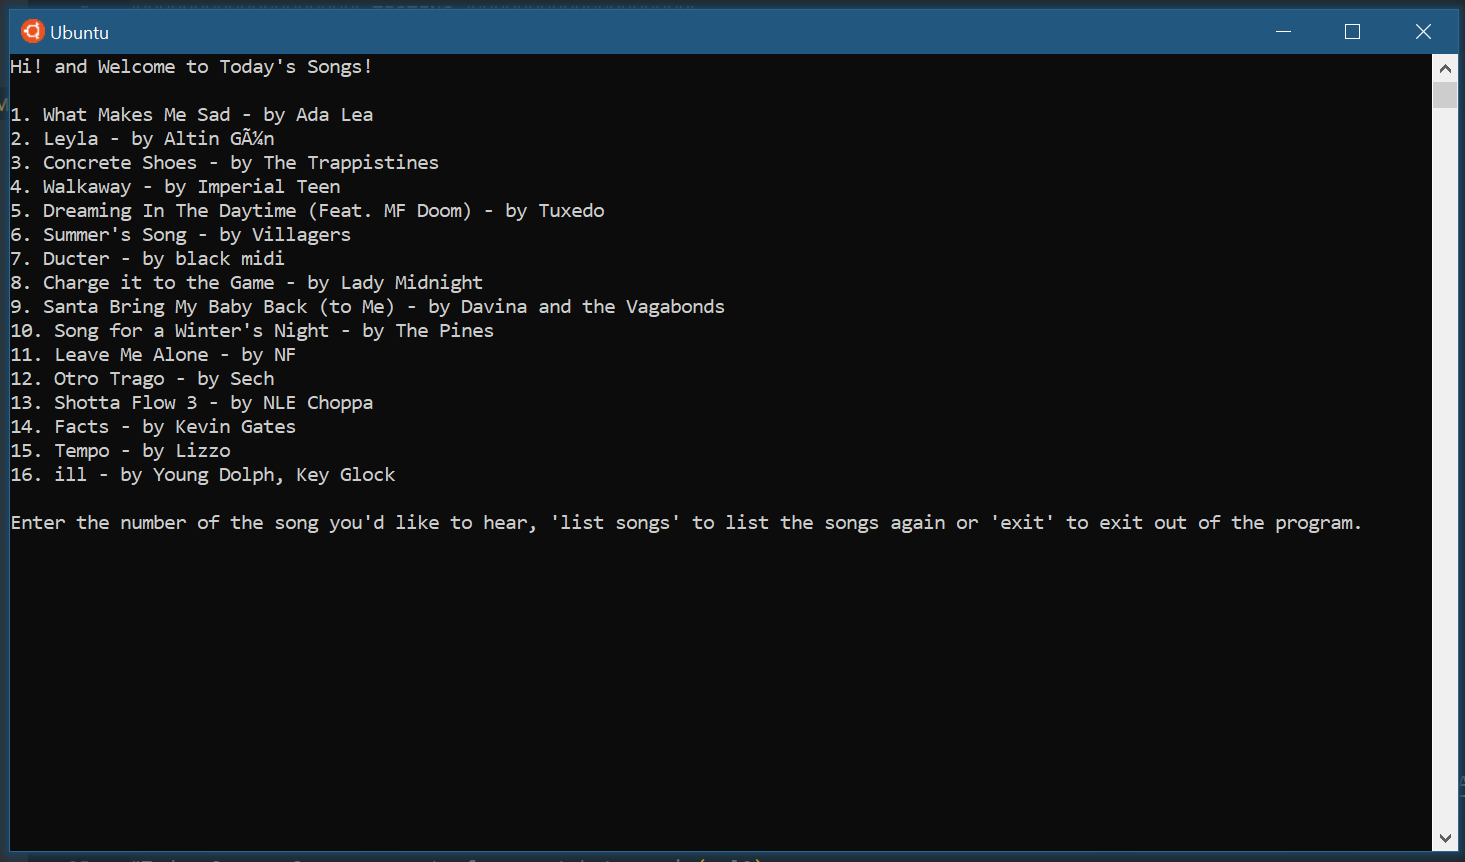 Ubuntu
Hi! and Welcome to Today's Songs!
1. What Makes Me Sad - by Ada Lea
2. Leyla - by Altin GÃ¼n
3. Concrete Shoes - by The Trappistines
4. Walkaway - by Imperial Teen
5. Dreaming In The Daytime (Feat. MF Doom) - by Tuxedo
6. Summer's Song - by Villagers
7. Ducter - by black midi
8. Charge it to the Game - by Lady Midnight
9. Santa Bring My Baby Back (to Me) - by Davina and the Vagabonds
10. Song for a Winter's Night - by The Pines
11. Leave Me Alone - by NF
12. Otro Trago - by Sech
13. Shotta Flow 3 - by NLE Choppa
14. Facts - by Kevin Gates
15. Tempo - by Lizzo
16. ill - by Young Dolph, Key Glock
Enter the number of the song you'd like to hear, 'list songs' to list the songs again or 'exit' to exit out of the program.